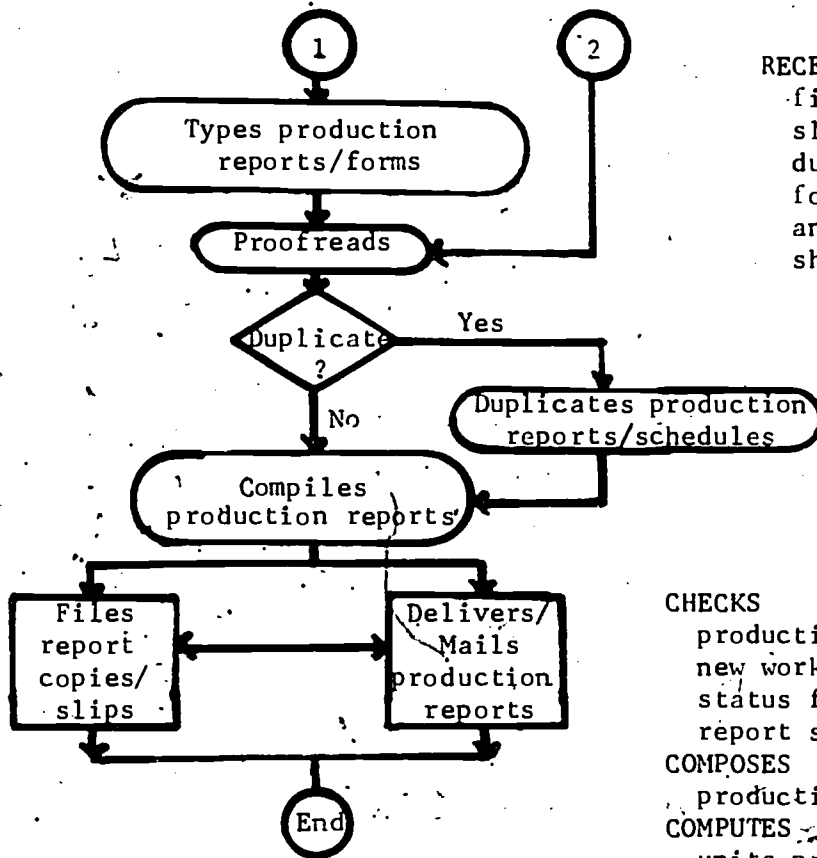 1
2
RECE
fi
sl
du
fo
an
sh
Types production
reports/forms
Proofreads
Duplicate
?
Yes
No
Duplicates production
reports/schedules
Compiles
production reports
Files
report
copies/
slips
Delivers/
Mails
production
reports
End
CHECKS
producti
new work
status f
report s
COMPOSES
producti
COMPUTES